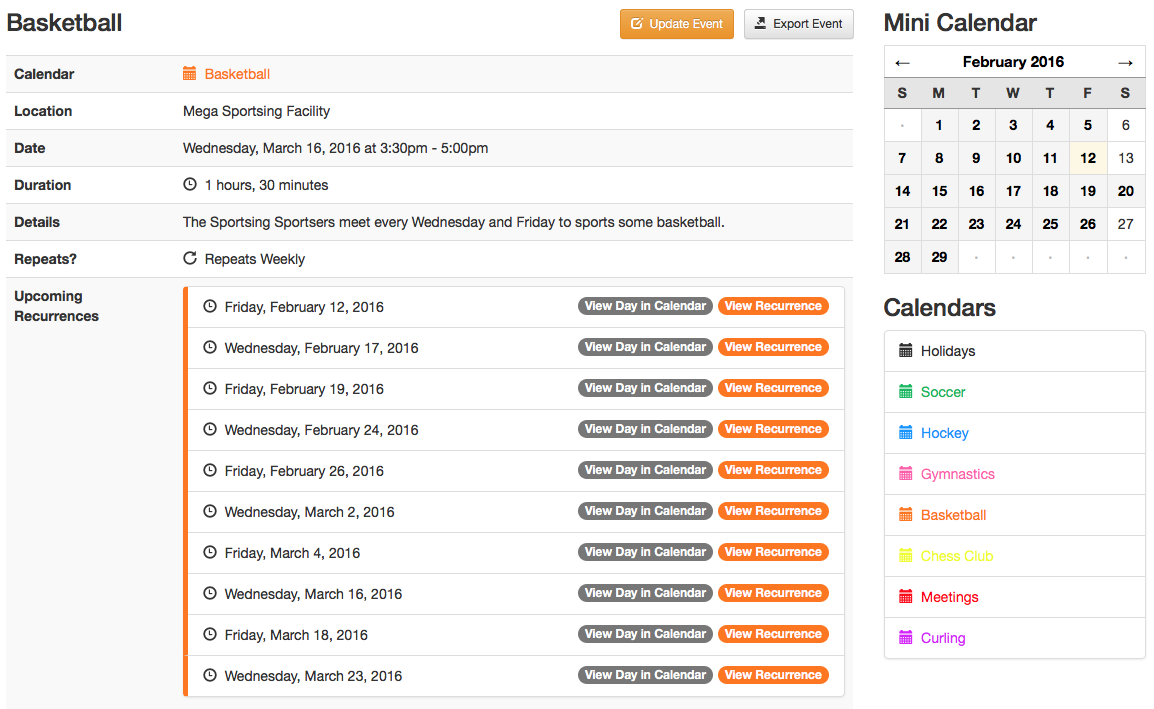 Basketball
Update Event
Export Event
Calendar Basketball
Location Mega Sportsing Facility
Date Wednesday, March 16, 2016 at 3:30pm - 5:00pm
Duration 1 hours, 30 minutes
Details The Sportsing Sportsers meet every Wednesday and Friday to sports some basketball.
Repeats? Repeats Weekly
Upcoming
Recurrences
Friday, February 12, 2016 View Day in Calendar View Recurrence
Wednesday, February 17, 2016 View Day in Calendar View Recurrence
Friday, February 19, 2016 View Day in Calendar View Recurrence
Wednesday, February 24, 2016 View Day in Calendar View Recurrence
Friday, February 26, 2016 View Day in Calendar View Recurrence
Wednesday, March 2, 2016 View Day in Calendar View Recurrence
Friday, March 4, 2016 View Day in Calendar View Recurrence
Wednesday, March 16, 2016 View Day in Calendar View Recurrence
Friday, March 18, 2016 View Day in Calendar View Recurrence
Wednesday, March 23, 2016 View Day in Calendar View Recurrence
Mini Calendar
← February 2016 →
S M T W T F S
· 1 2 3 4 5 6
7 8 9 10 11 12 13
14 15 16 17 18 19 20
21 22 23 24 25 26 27
28 29 · · · · ·
Calendars
Holidays
Soccer
Hockey
Gymnastics
Basketball
Chess Club
Meetings
Curling